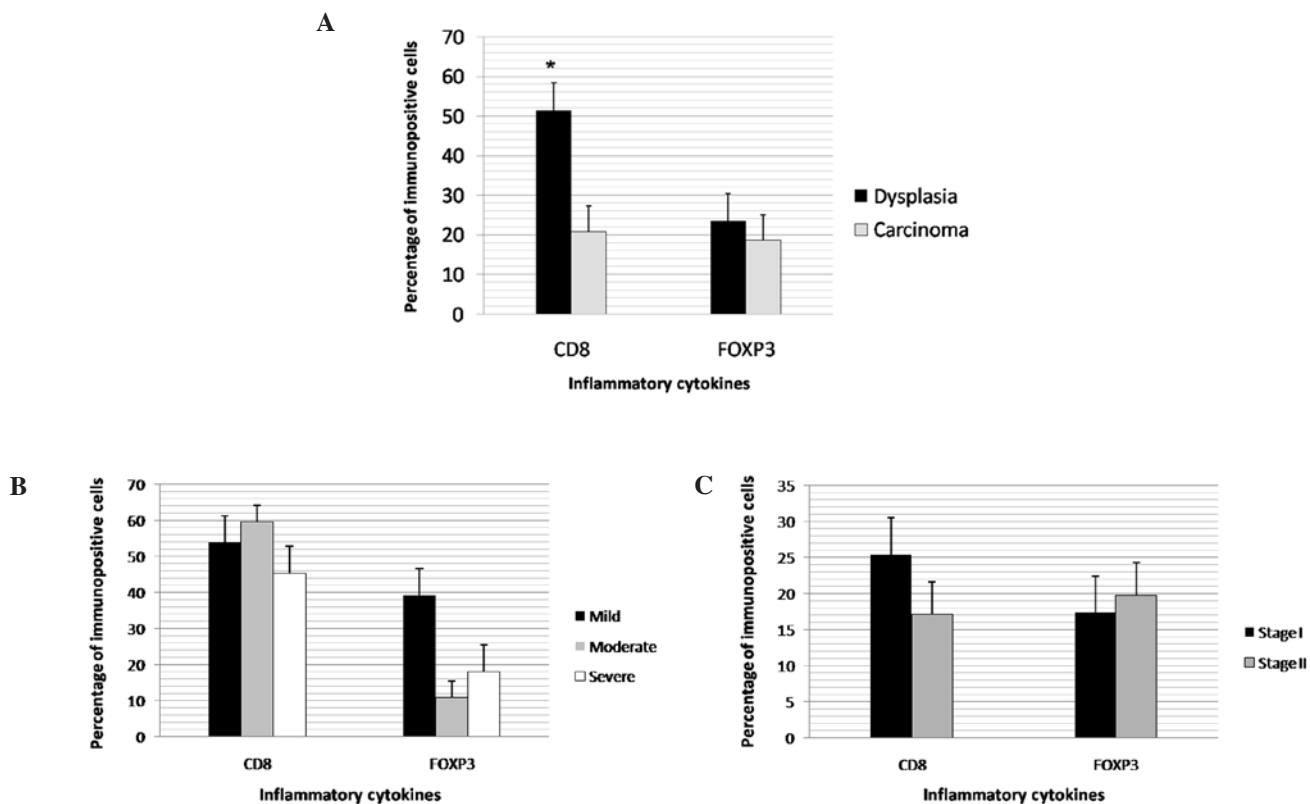 A
Percentage of immunopositive cells
70
60
50
40
30
20
10
0
*
CD8
FOXP3
Inflammatory cytokines
Dysplasia
Carcinoma
B
Percentage of immunopositive cells
70
60
50
40
30
20
10
0
CD8
FOXP3
Inflammatory cytokines
Mild
Moderate
Severe
C
Percentage of immunopositive cells
35
30
25
20
15
10
5
0
CD8
FOXP3
Inflammatory cytokines
Stage I
Stage II